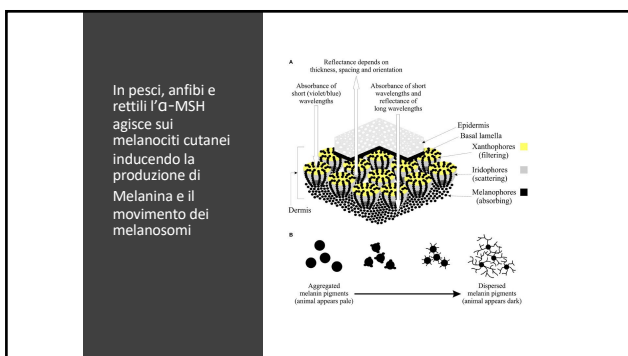 In pesci, anfibi e
rettili l'α-MSH
agisce sui
melanociti cutanei
inducendo la
produzione di
Melanina e il
movimento dei
melanosomi
A
Reflectance depends on
thickness, spacing and orientation
Absorbance of
short (violet/blue)
wavelengths
Absorbance of short
wavelengths and
reflectance of
long wavelengths
Epidermis
Basal lamella
Xanthophores
(filtering)
Iridophores
(scattering)
Melanophores
(absorbing)
Dermis
B
Aggregated
melanin pigments
(animal appears pale)
Dispersed
melanin pigments
(animal appears dark)